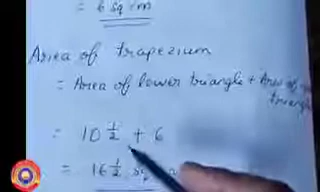 = 6 sq cm
Area of trapezium
= Area of lower triangle + Area of
triangle
= 10 1/2 + 6
= 16 1/2 sq